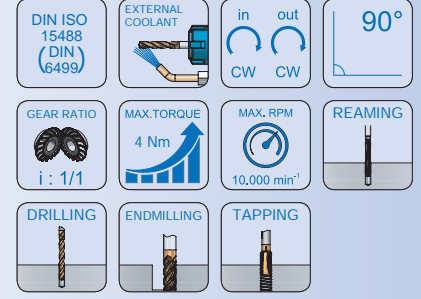 DIN ISO
15488
(DIN
6499)
EXTERNAL
COOLANT
in out
CW CW
90°
GEAR RATIO
i : 1/1
MAX.TORQUE
4 Nm
MAX. RPM
10.000 min⁻¹
REAMING
DRILLING
ENDMILLING
TAPPING